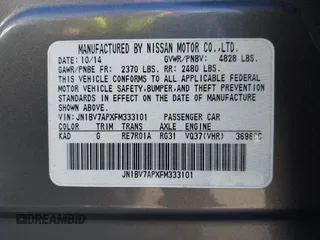 MANUFACTURED BY NISSAN MOTOR CO.,LTD.
DATE: 10/14 GVWR/PNBV: 4828 LBS.
GAWR/PNBE FR: 2370 LBS. RR: 2480 LBS.
THIS VEHICLE CONFORMS TO ALL APPLICABLE FEDERAL
MOTOR VEHICLE SAFETY,BUMPER,AND THEFT PREVENTION
STANDARDS IN EFFECT ON THE DATE OF MANUFACTURE
SHOWN ABOVE.
VIN: JN1BV7APXFM333101 PASSENGER CAR
COLOR TRIM TRANS AXLE ENGINE
KAD G RE7R01A RG31 VQ37(VHR) 3696CC
JN1BV7APXFM333101
DREAMBID